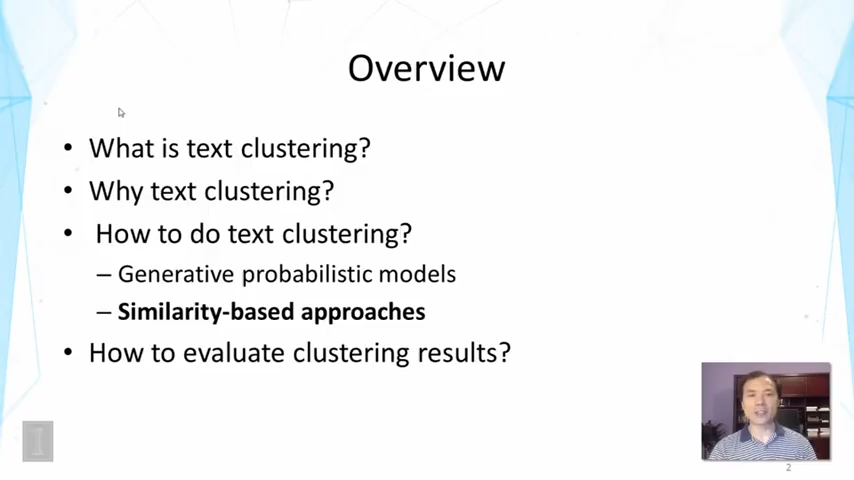 Overview
• What is text clustering?
• Why text clustering?
• How to do text clustering?
– Generative probabilistic models
– Similarity-based approaches
• How to evaluate clustering results?
I
2